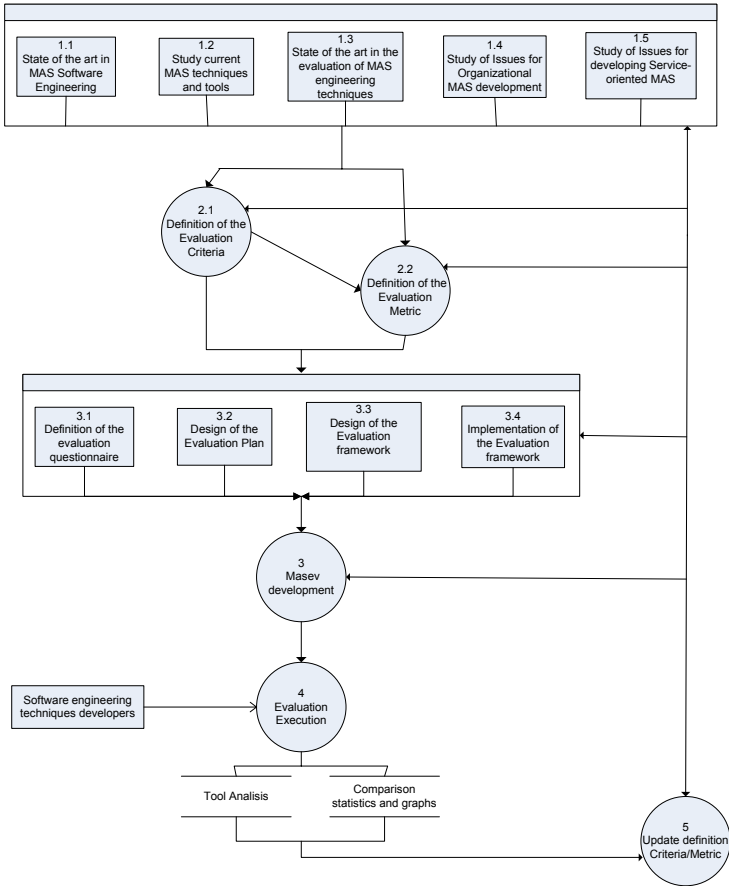 1.1
State of the art in
MAS Software
Engineering
1.2
Study current
MAS techniques
and tools
1.3
State of the art in the
evaluation of MAS
engineering
techniques
1.4
Study of Issues for
Organizational
MAS development
1.5
Study of Issues for
developing Service-
oriented MAS
2.1
Definition of the
Evaluation
Criteria
2.2
Definition of the
Evaluation
Metric
3.1
Definition of the
evaluation
questionnaire
3.2
Design of the
Evaluation Plan
3.3
Design of the
Evaluation
framework
3.4
Implementation of
the Evaluation
framework
3
Masev
development
Software engineering
techniques developers
4
Evaluation
Execution
Tool Analisis
Comparison
statistics and graphs
5
Update definition
Criteria/Metric